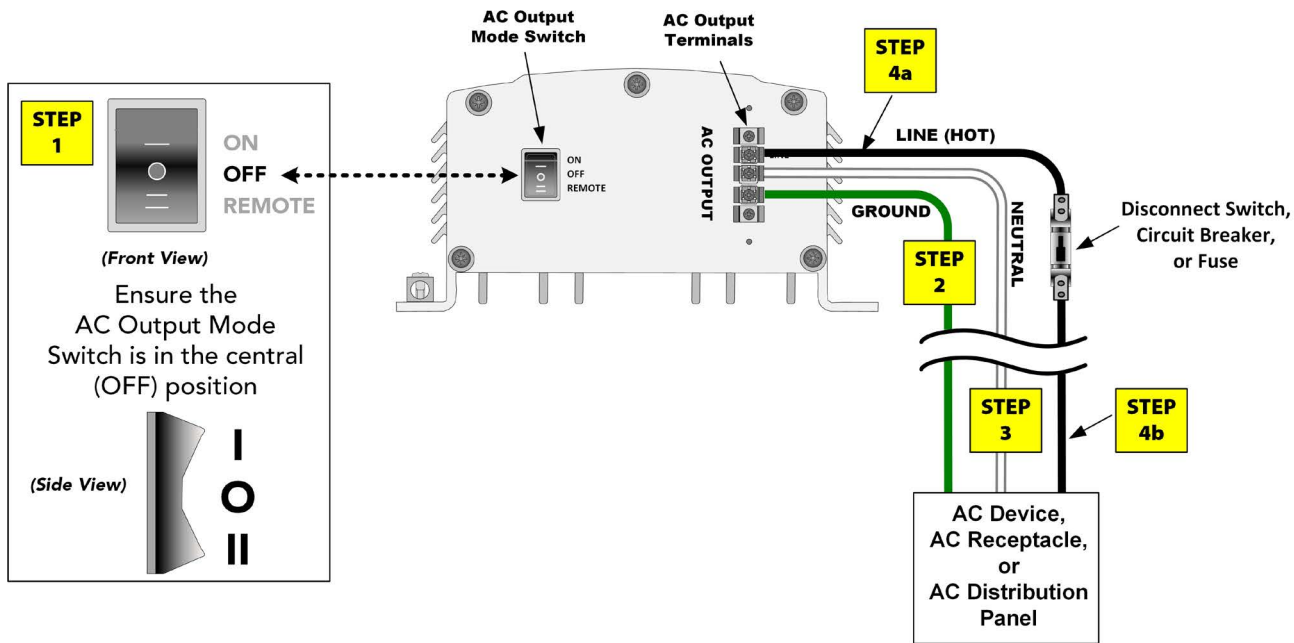 AC Output
Mode Switch
AC Output
Terminals
STEP
4a
STEP
1
ON
OFF
REMOTE
(Front View)
Ensure the
AC Output Mode
Switch is in the central
(OFF) position
(Side View)
I
O
II
ON
OFF
REMOTE
AC OUTPUT
LINE (HOT)
GROUND
NEUTRAL
Disconnect Switch,
Circuit Breaker,
or Fuse
STEP
2
STEP
3
STEP
4b
AC Device,
AC Receptacle,
or
AC Distribution
Panel